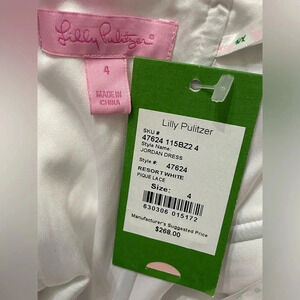 Lilly Pulitzer
4
MADE IN
CHINA
Lilly Pulitzer
SKU #
47624 115BZ2 4
Style Name:
JORDAN DRESS
Style #: 47624
RESORT WHITE
PIQUE LACE
Size: 4
630306 015172
Manufacturer's Suggested Price
$268.00